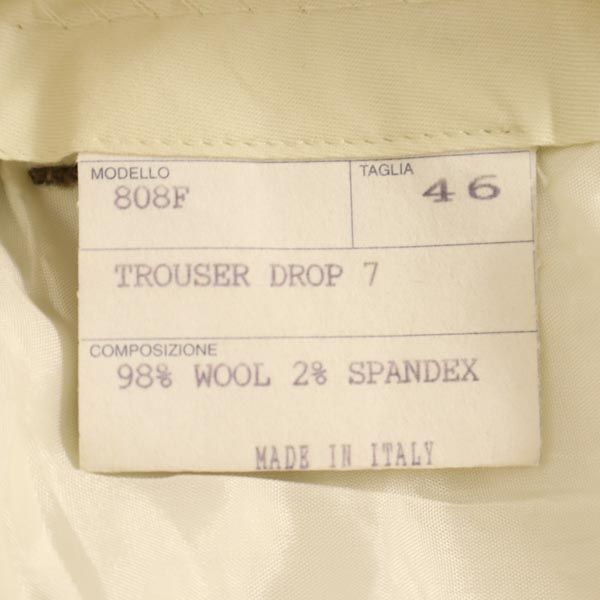 MODELLO TAGLIA
808F 46
TROUSER DROP 7
COMPOSIZIONE
98% WOOL 2% SPANDEX
MADE IN ITALY